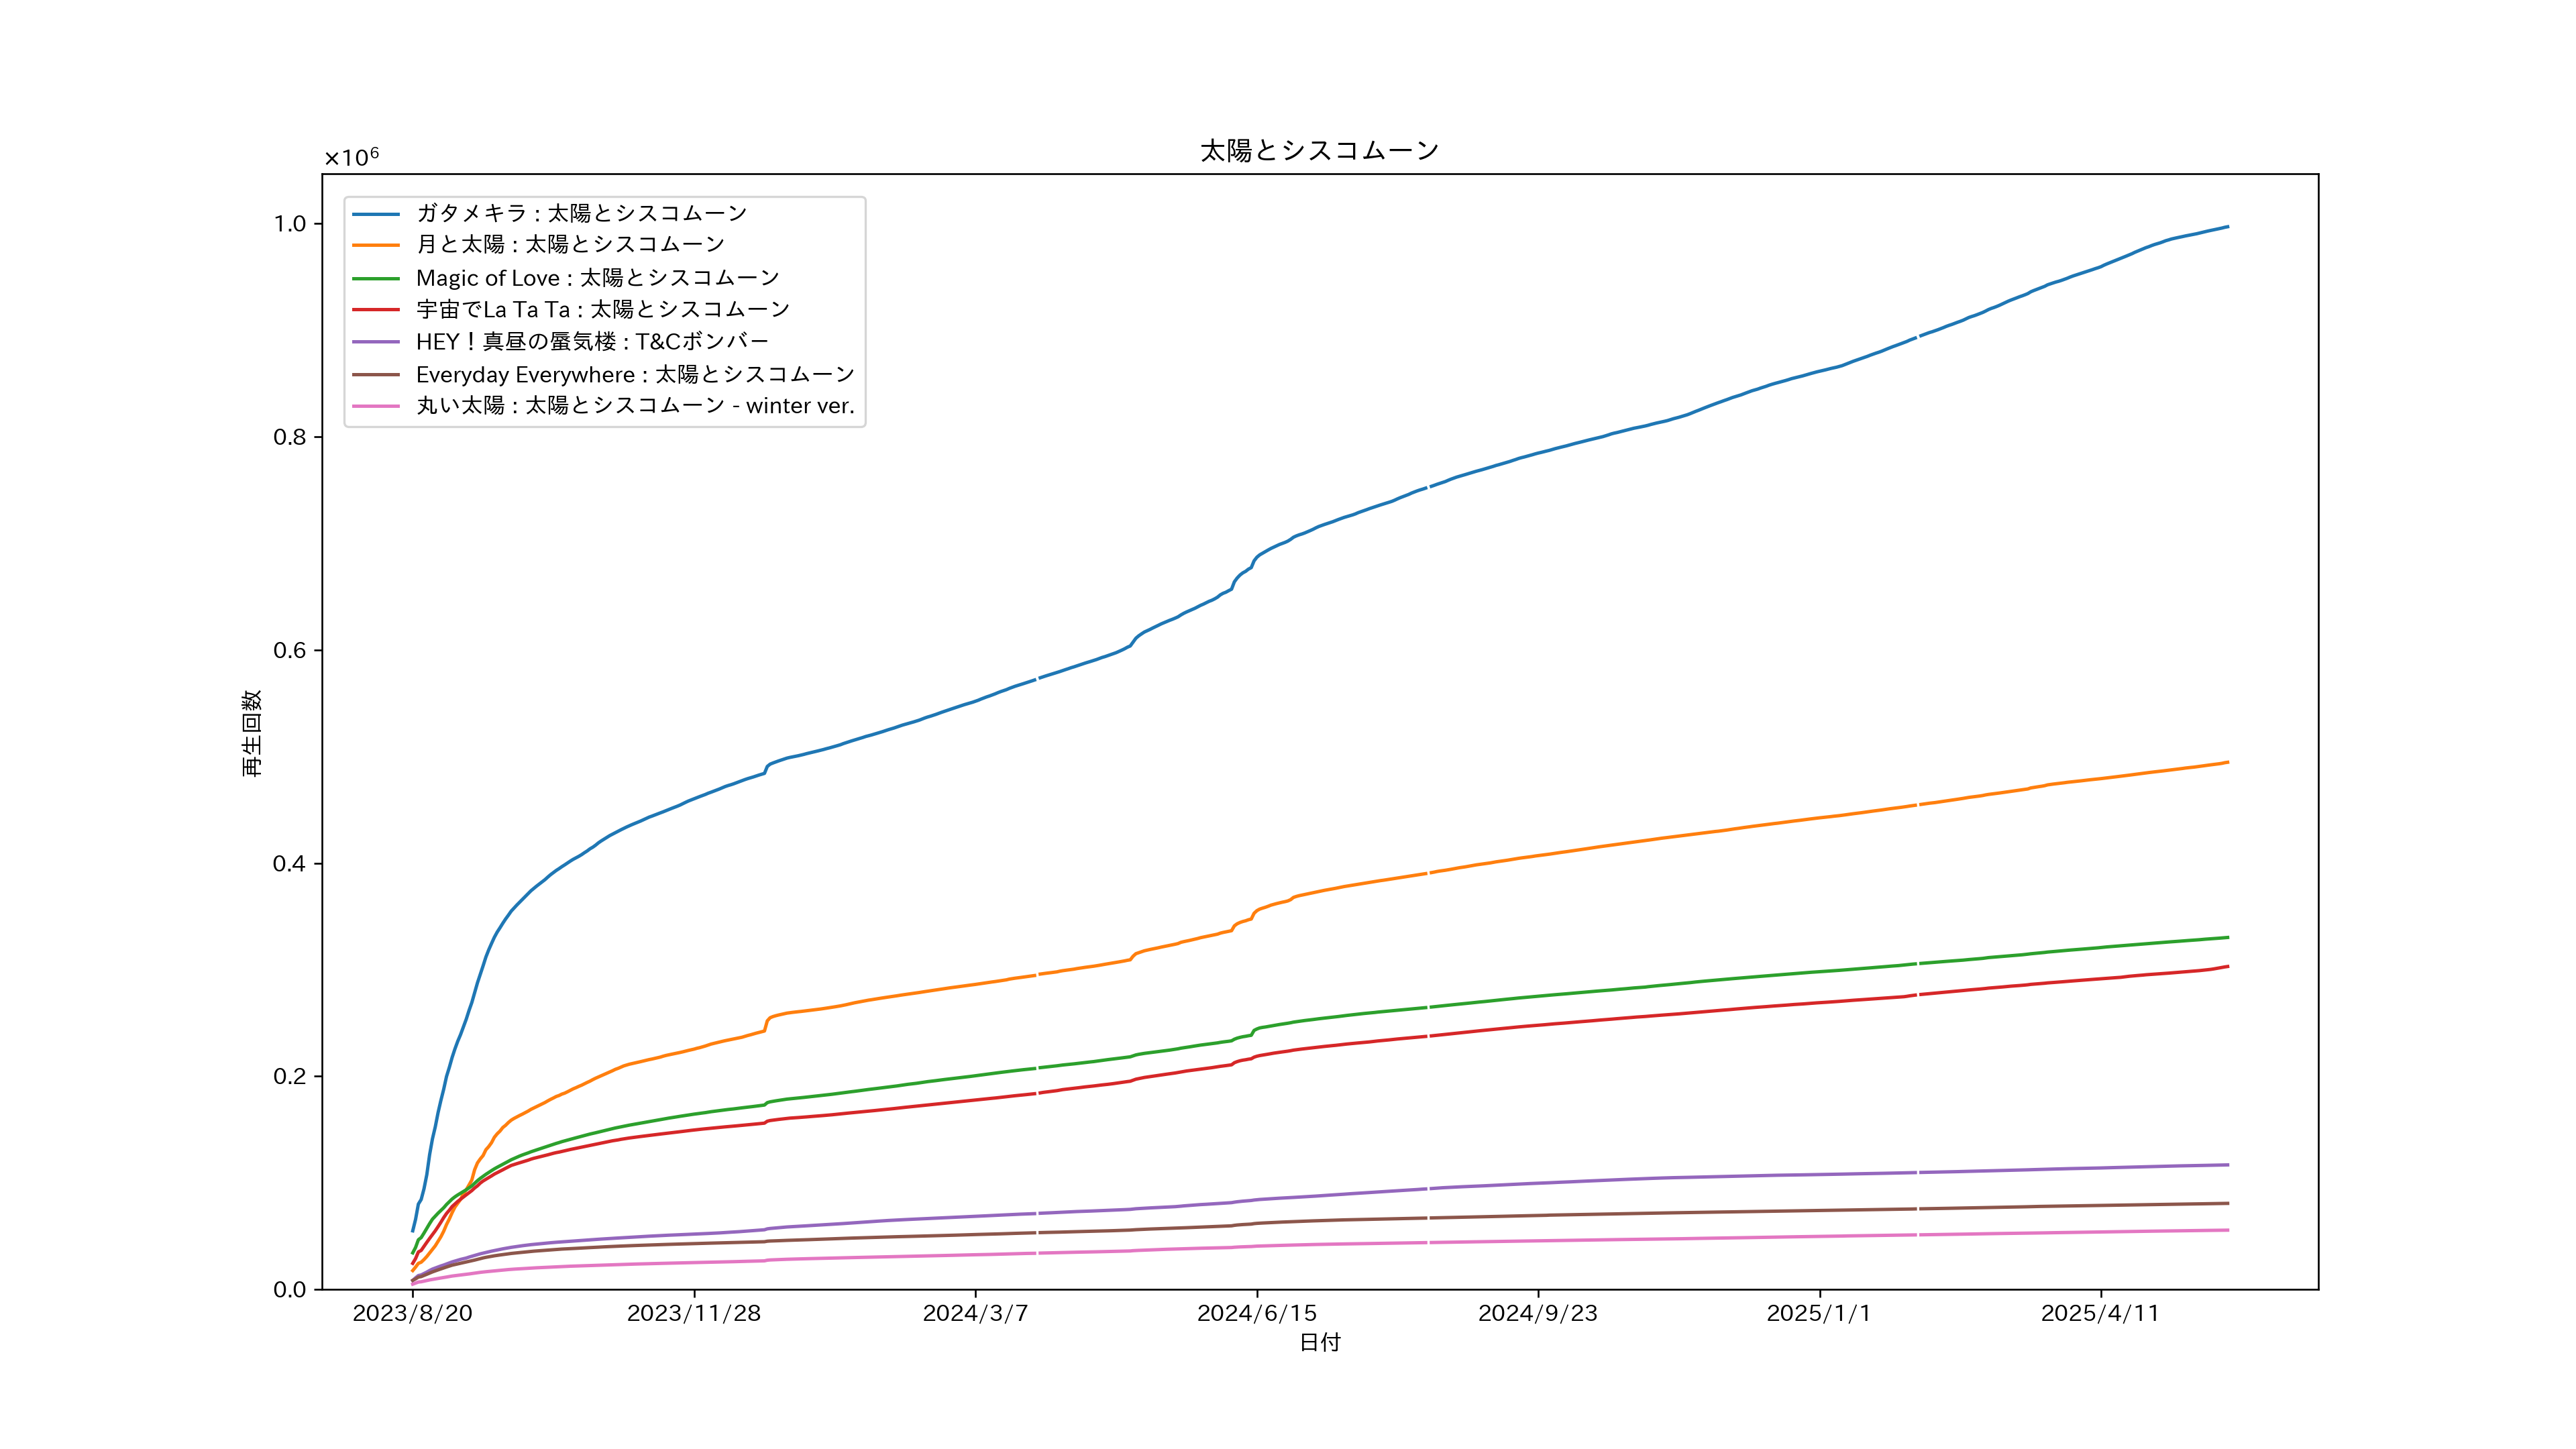 太陽とシスコムーン
×10⁶
ガタメキラ : 太陽とシスコムーン
月と太陽 : 太陽とシスコムーン
Magic of Love : 太陽とシスコムーン
宇宙でLa Ta Ta : 太陽とシスコムーン
HEY！真昼の蜃気楼 : T&Cボンバー
Everyday Everywhere : 太陽とシスコムーン
丸い太陽 : 太陽とシスコムーン - winter ver.
1.0
0.8
0.6
0.4
0.2
0.0
再生回数
2023/8/20 2023/11/28 2024/3/7 2024/6/15 2024/9/23 2025/1/1 2025/4/11
日付